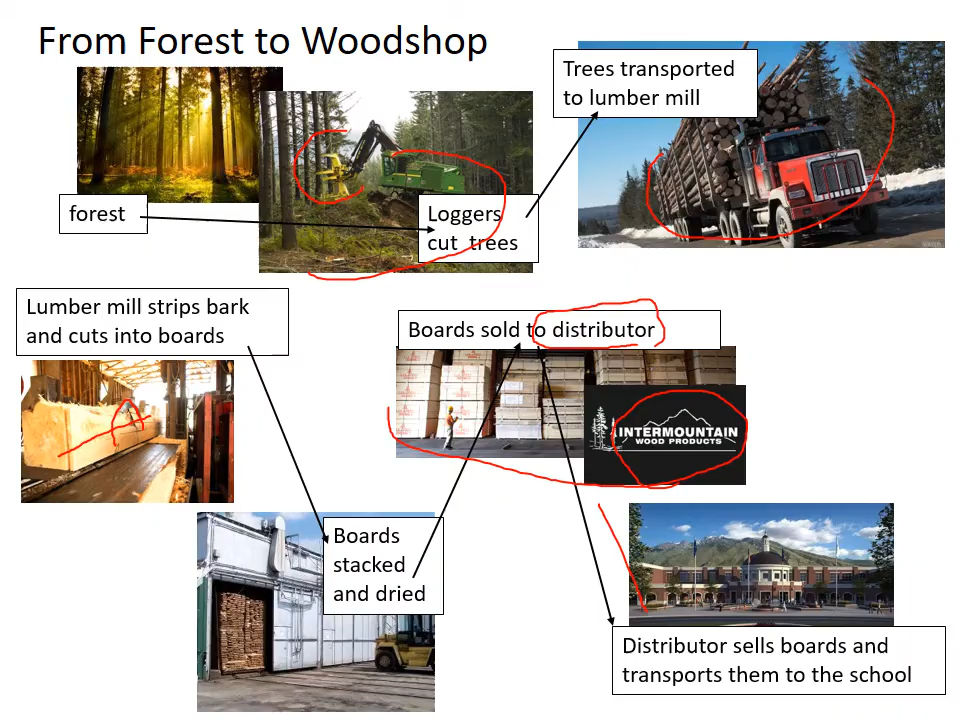 From Forest to Woodshop
Trees transported
to lumber mill
forest
Loggers
cut trees
Lumber mill strips bark
and cuts into boards
Boards sold to distributor
INTERMOUNTAIN
WOOD PRODUCTS
Boards
stacked
and dried
Distributor sells boards and
transports them to the school